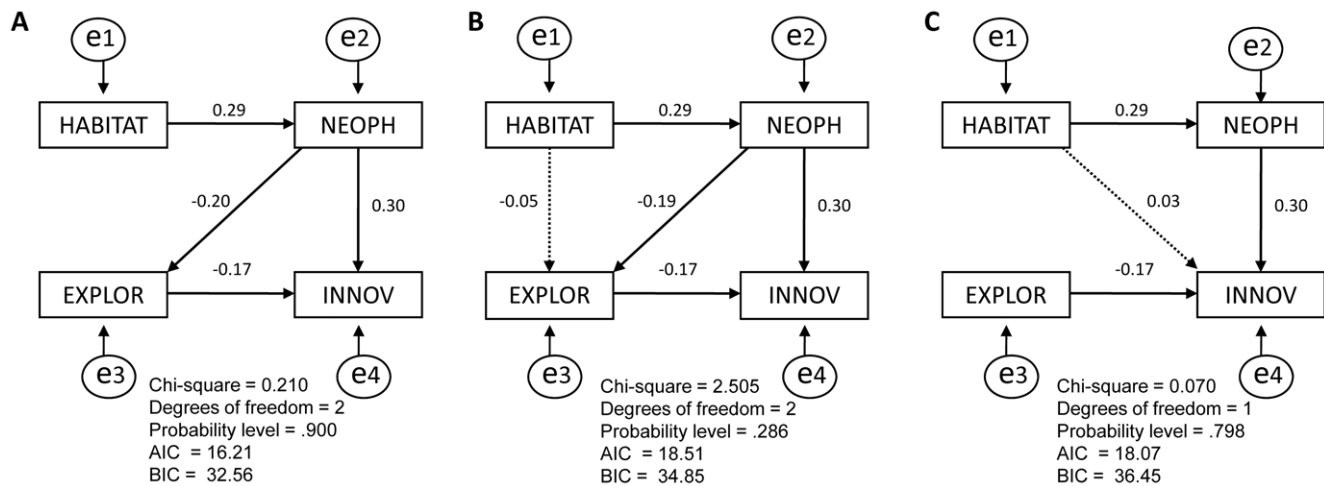 A
e1
e2
HABITAT
0.29
NEOPH
-0.20
0.30
EXPLOR
-0.17
INNOV
e3
e4
Chi-square = 0.210
Degrees of freedom = 2
Probability level = .900
AIC = 16.21
BIC = 32.56
B
e1
e2
HABITAT
0.29
NEOPH
-0.05
-0.19
0.30
EXPLOR
-0.17
INNOV
e3
e4
Chi-square = 2.505
Degrees of freedom = 2
Probability level = .286
AIC = 18.51
BIC = 34.85
C
e1
e2
HABITAT
0.29
NEOPH
0.03
0.30
EXPLOR
-0.17
INNOV
e3
e4
Chi-square = 0.070
Degrees of freedom = 1
Probability level = .798
AIC = 18.07
BIC = 36.45